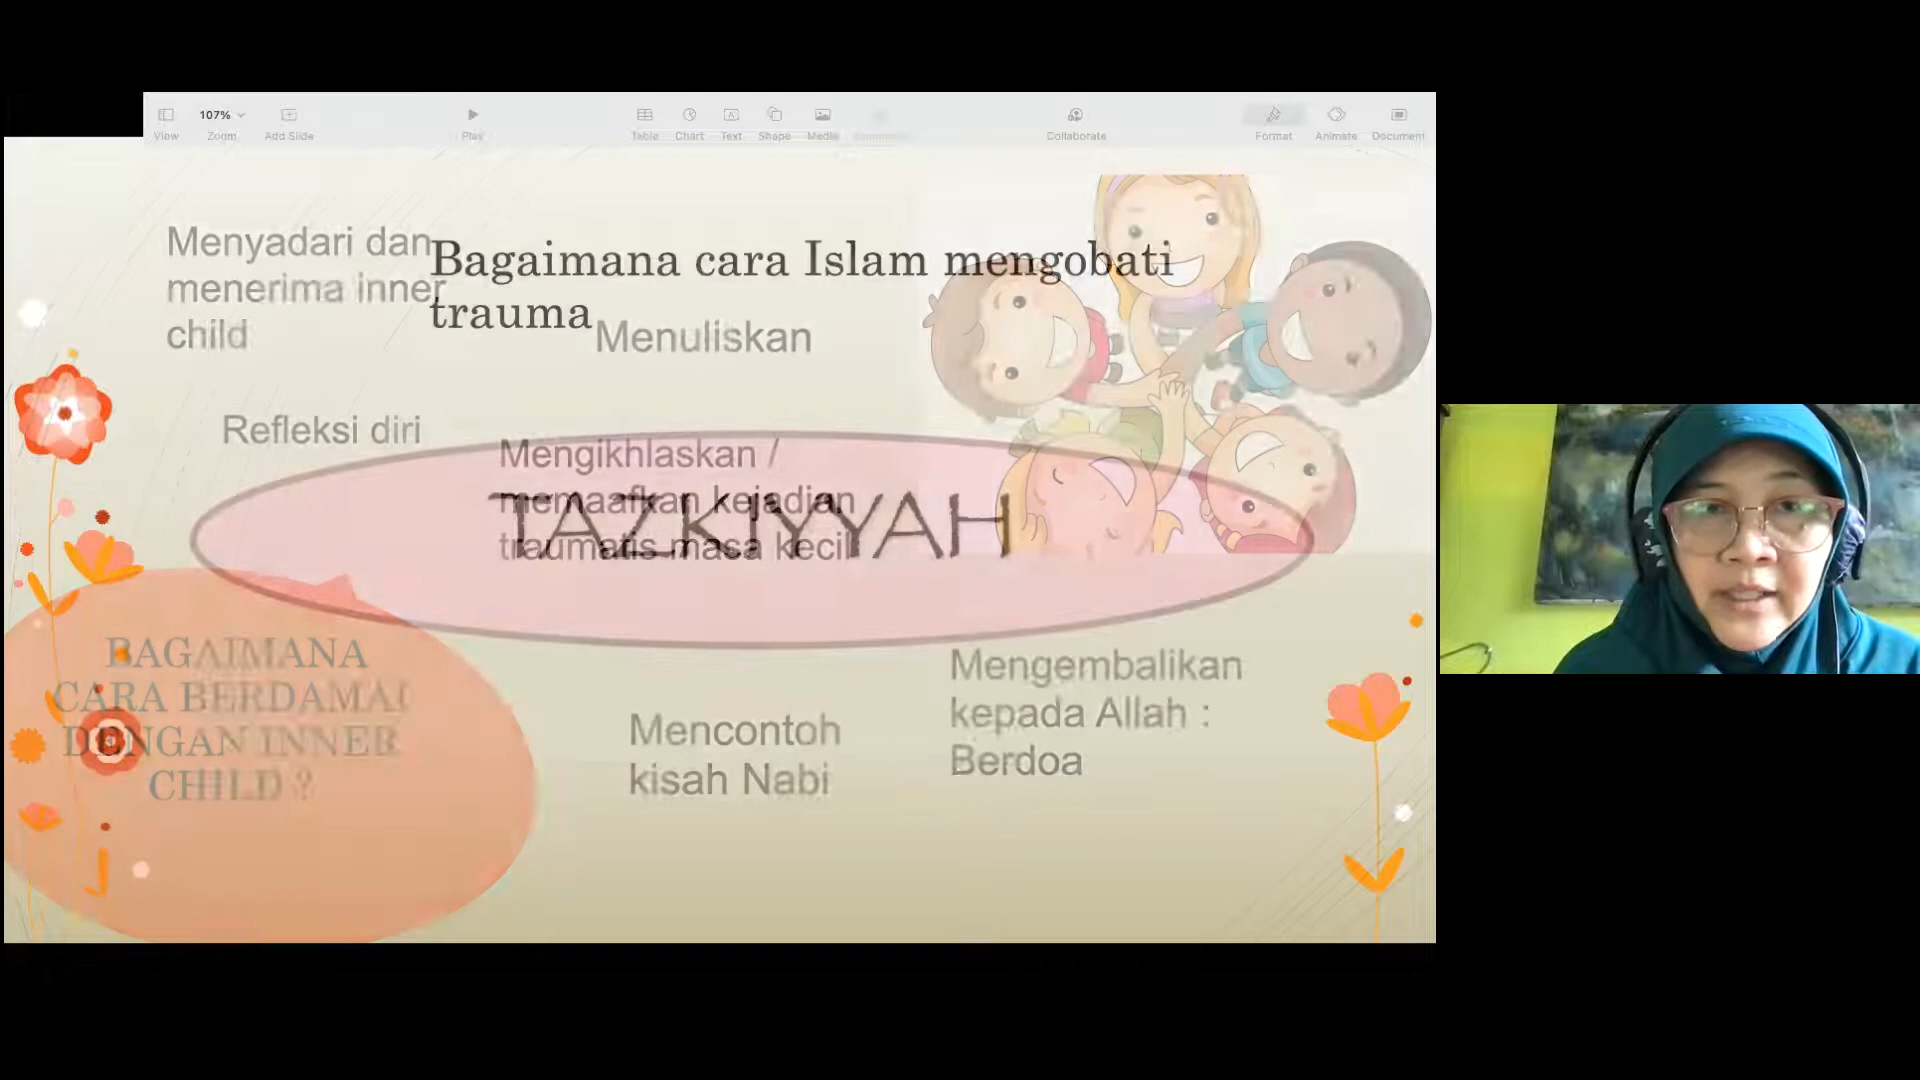 107%
View
Zoom
Add Slide
Play
Table
Chart
Text
Shape
Media
Collaborate
Format
Animate
Document
Menyadari dan
menerima inner
child
Bagaimana cara Islam mengobati
trauma
Menuliskan
Refleksi diri
Mengikhlaskan /
memaafkan kejadian
traumatis masa kecil
TAZKIYYAH
BAGAIMANA
CARA BERDAMAI
DENGAN INNER
CHILD ?
Mencontoh
kisah Nabi
Mengembalikan
kepada Allah :
Berdoa